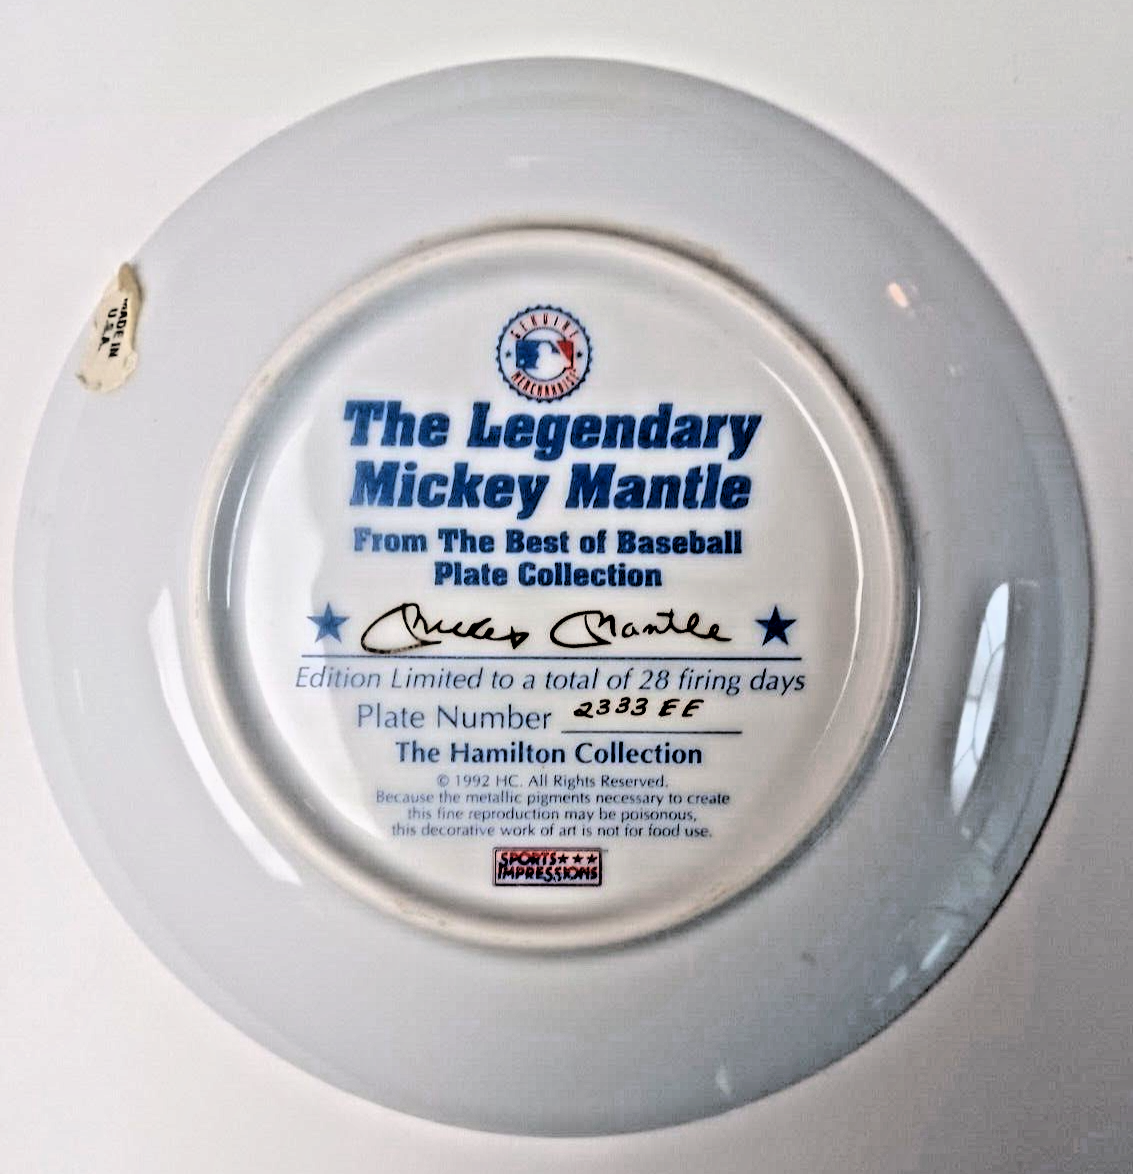 GENUINE
MERCHANDISE
The Legendary
Mickey Mantle
From The Best of Baseball
Plate Collection
Mickey Mantle
Edition Limited to a total of 28 firing days
Plate Number 2333 EE
The Hamilton Collection
© 1992 HC. All Rights Reserved.
Because the metallic pigments necessary to create
this fine reproduction may be poisonous,
this decorative work of art is not for food use.
SPORTS
IMPRESSIONS
MADE IN
U.S.A.